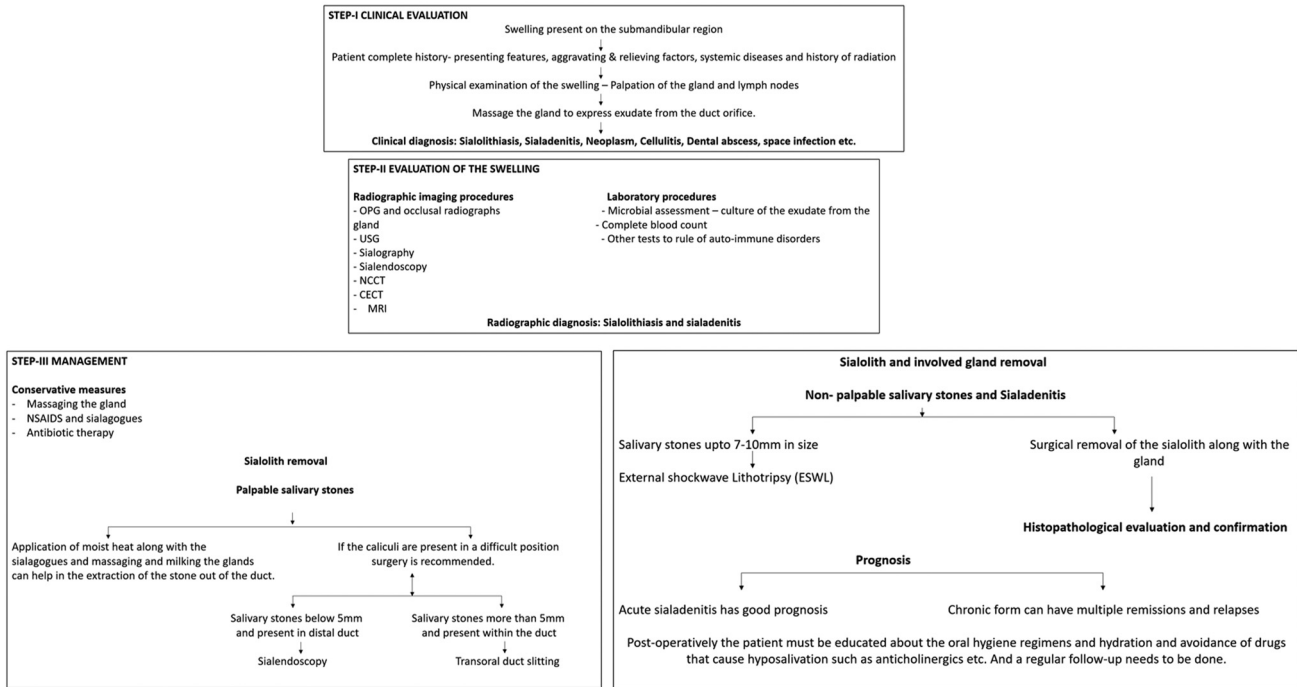 STEP-I CLINICAL EVALUATION
Swelling present on the submandibular region
Patient complete history- presenting features, aggravating & relieving factors, systemic diseases and history of radiation
Physical examination of the swelling – Palpation of the gland and lymph nodes
Massage the gland to express exudate from the duct orifice.
Clinical diagnosis: Sialolithiasis, Sialadenitis, Neoplasm, Cellulitis, Dental abscess, space infection etc.
STEP-II EVALUATION OF THE SWELLING
Radiographic imaging procedures
- OPG and occlusal radiographs
gland
- USG
- Sialography
- Sialendoscopy
- NCCT
- CECT
- MRI
Laboratory procedures
- Microbial assessment – culture of the exudate from the
- Complete blood count
- Other tests to rule of auto-immune disorders
Radiographic diagnosis: Sialolithiasis and sialadenitis
STEP-III MANAGEMENT
Conservative measures
- Massaging the gland
- NSAIDS and sialagogues
- Antibiotic therapy
Sialolith removal
Palpable salivary stones
Application of moist heat along with the
sialagogues and massaging and milking the glands
can help in the extraction of the stone out of the duct.
If the caliculi are present in a difficult position
surgery is recommended.
Salivary stones below 5mm
and present in distal duct
Sialendoscopy
Salivary stones more than 5mm
and present within the duct
Transoral duct slitting
Sialolith and involved gland removal
Non- palpable salivary stones and Sialadenitis
Salivary stones upto 7-10mm in size
External shockwave Lithotripsy (ESWL)
Surgical removal of the sialolith along with the
gland
Histopathological evaluation and confirmation
Prognosis
Acute sialadenitis has good prognosis
Chronic form can have multiple remissions and relapses
Post-operatively the patient must be educated about the oral hygiene regimens and hydration and avoidance of drugs
that cause hyposalivation such as anticholinergics etc. And a regular follow-up needs to be done.